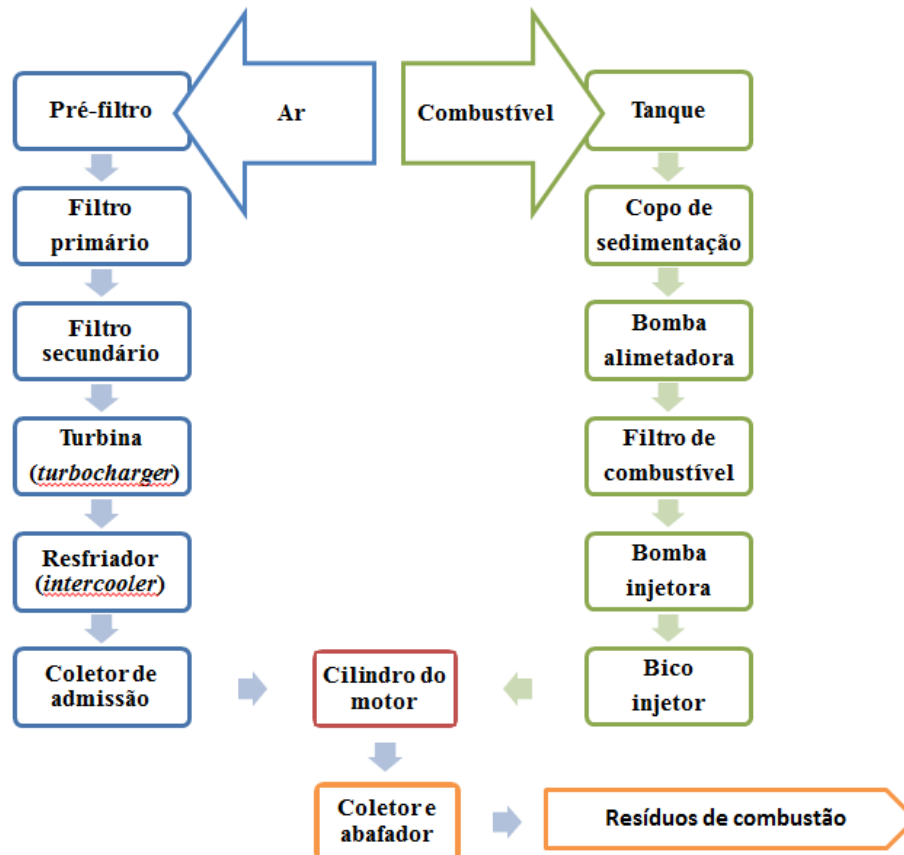 Pré-filtro
Ar
Combustível
Tanque
Filtro
primário
Copo de
sedimentação
Filtro
secundário
Bomba
alimetadora
Turbina
(turbocharger)
Filtro de
combustível
Resfriador
(intercooler)
Bomba
injetora
Coletor de
admissão
Cilindro do
motor
Bico
injetor
Coletor e
abafador
Resíduos de combustão